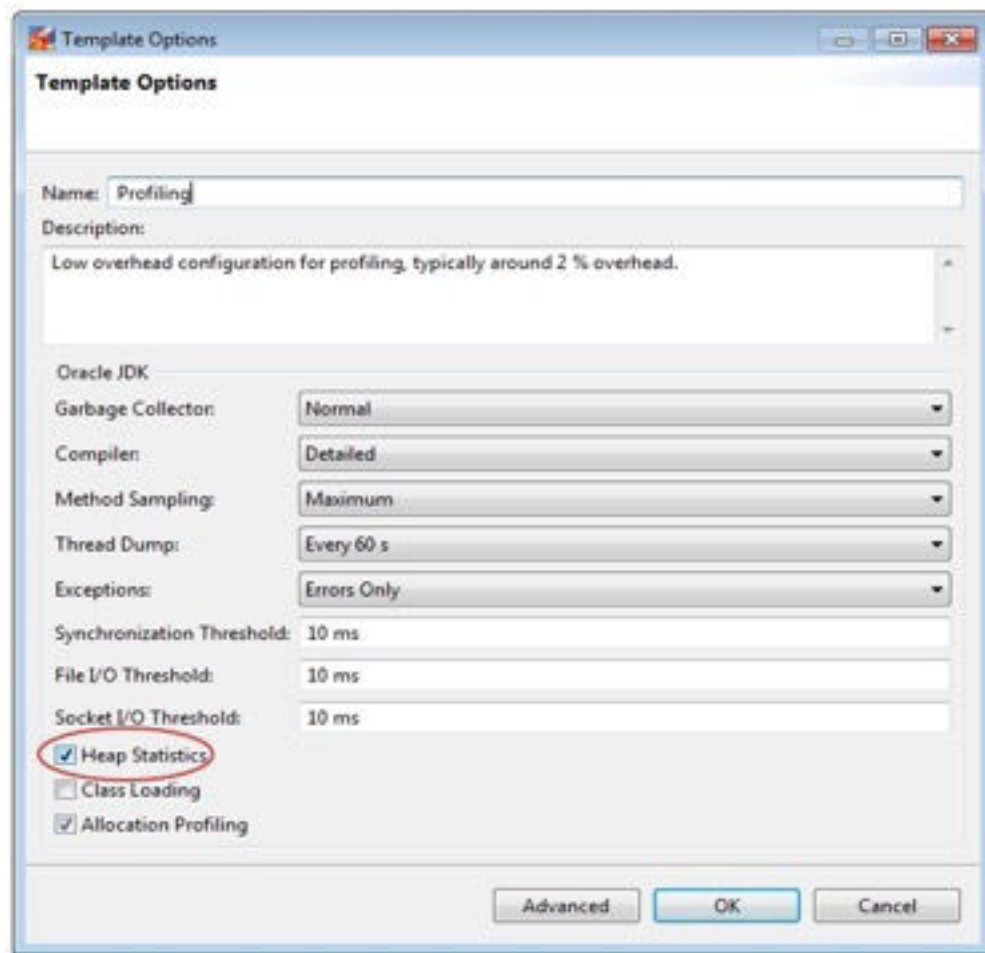 Template Options
Template Options
Name: Profiling
Description:
Low overhead configuration for profiling, typically around 2 % overhead.
Oracle JDK
Garbage Collector: Normal
Compiler: Detailed
Method Sampling: Maximum
Thread Dump: Every 60 s
Exceptions: Errors Only
Synchronization Threshold: 10 ms
File I/O Threshold: 10 ms
Socket I/O Threshold: 10 ms
Heap Statistics
Class Loading
Allocation Profiling
Advanced OK Cancel